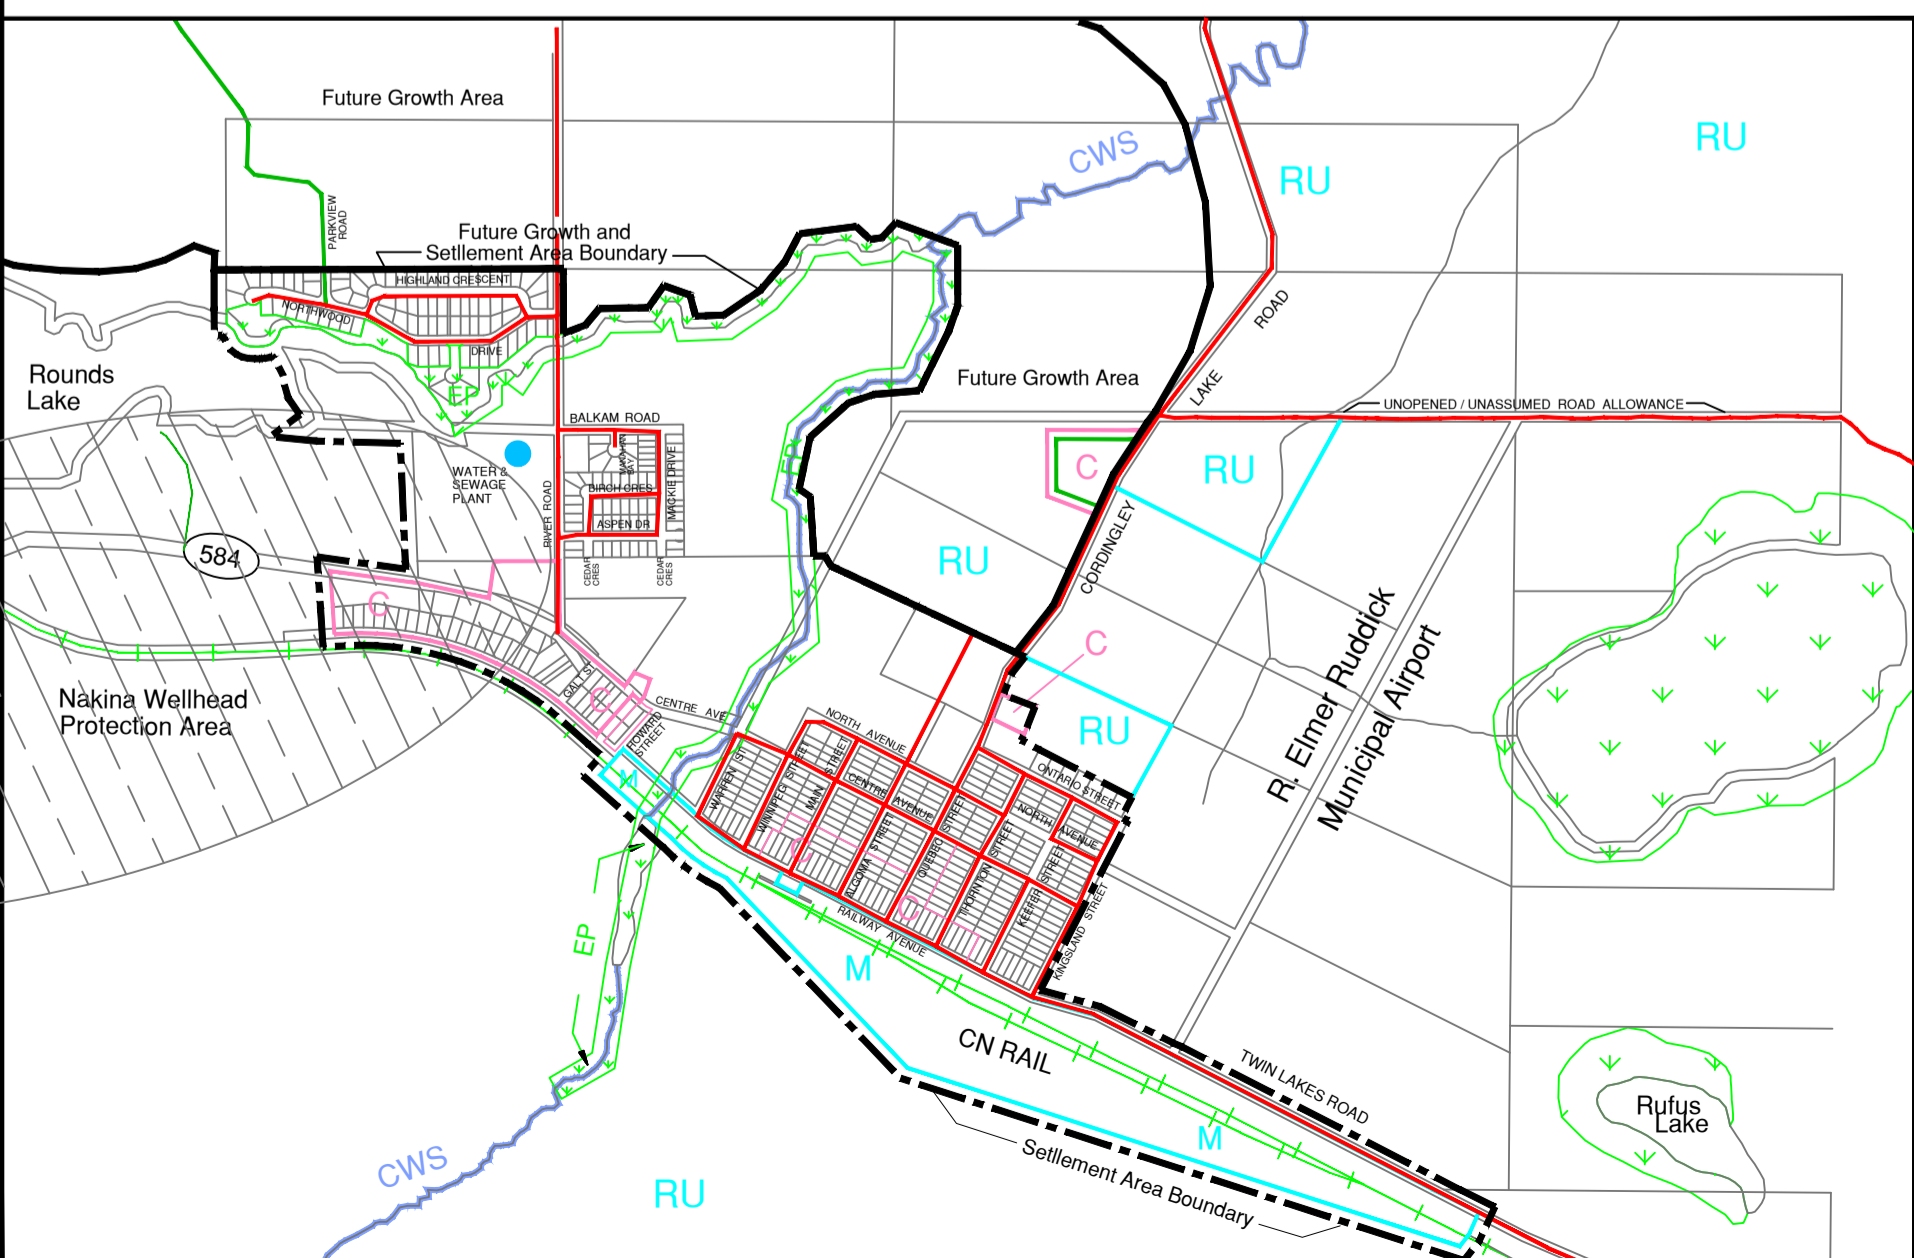 Future Growth Area
RU
CWS
RU
PARKVIEW
ROAD
Future Growth and
Setllement Area Boundary
HIGHLAND CRESCENT
NORTHWOOD
DRIVE
ROAD
LAKE
Rounds
Lake
EP
Future Growth Area
UNOPENED / UNASSUMED ROAD ALLOWANCE
BALKAM ROAD
BAY
MACKIE DRIVE
WATER &
SEWAGE
PLANT
BIRCH CRES
ASPEN DR
RIVER ROAD
CEDAR
CRES
CEDAR
CRES
EP
C
RU
RU
CORDINGLEY
584
C
C
R. Elmer Ruddick
Municipal Airport
Nakina Wellhead
Protection Area
GALT ST
C
HOWARD
STREET
CENTRE AVE
M
RU
NORTH AVENUE
ONTARIO STREET
WARREN ST
WINNIPEG STREET
MAIN STREET
CENTRE AVENUE
NORTH AVENUE
ALGOMA STREET
QUEBEC STREET
THORNTON STREET
KEEFER STREET
KINGSLAND STREET
C
C
RAILWAY AVENUE
EP
M
CN RAIL
TWIN LAKES ROAD
M
Rufus
Lake
CWS
RU
Setllement Area Boundary